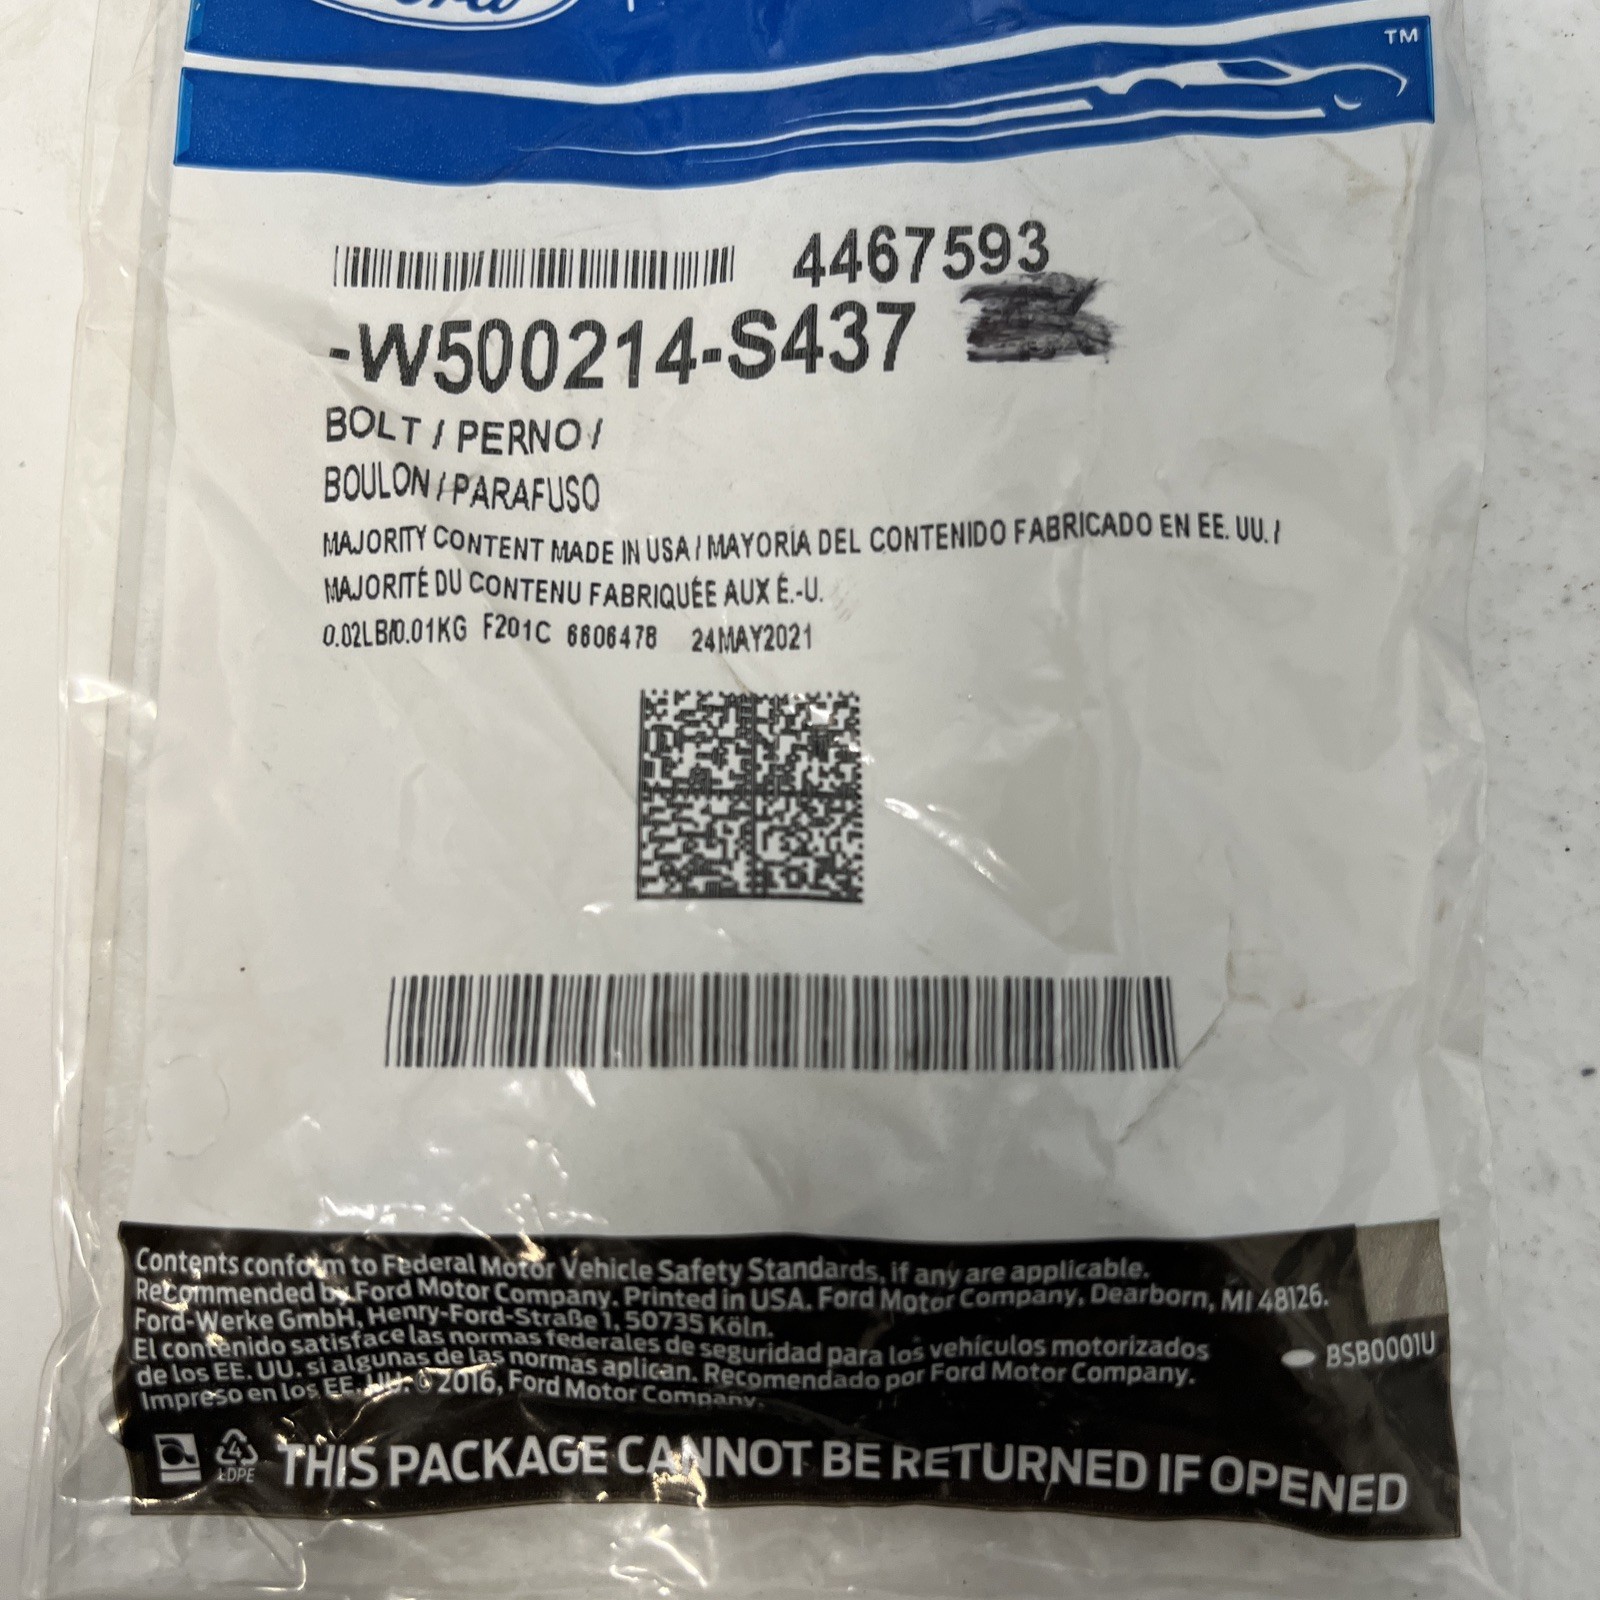 Ford
TM
4467593
-W500214-S437
BOLT / PERNO /
BOULON / PARAFUSO
MAJORITY CONTENT MADE IN USA / MAYORÍA DEL CONTENIDO FABRICADO EN EE. UU. /
MAJORITÉ DU CONTENU FABRIQUÉE AUX É.-U.
0.02LB/0.01KG F201C 6606478 24MAY2021
Contents conform to Federal Motor Vehicle Safety Standards, if any are applicable.
Recommended by Ford Motor Company. Printed in USA. Ford Motor Company, Dearborn, MI 48126.
Ford-Werke GmbH, Henry-Ford-Straße 1, 50735 Köln.
El contenido satisface las normas federales de seguridad para los vehículos motorizados
de los EE. UU. si algunas de las normas aplican. Recomendado por Ford Motor Company.
Impreso en los EE. UU. © 2016, Ford Motor Company.
BSB0001U
4
LDPE
THIS PACKAGE CANNOT BE RETURNED IF OPENED